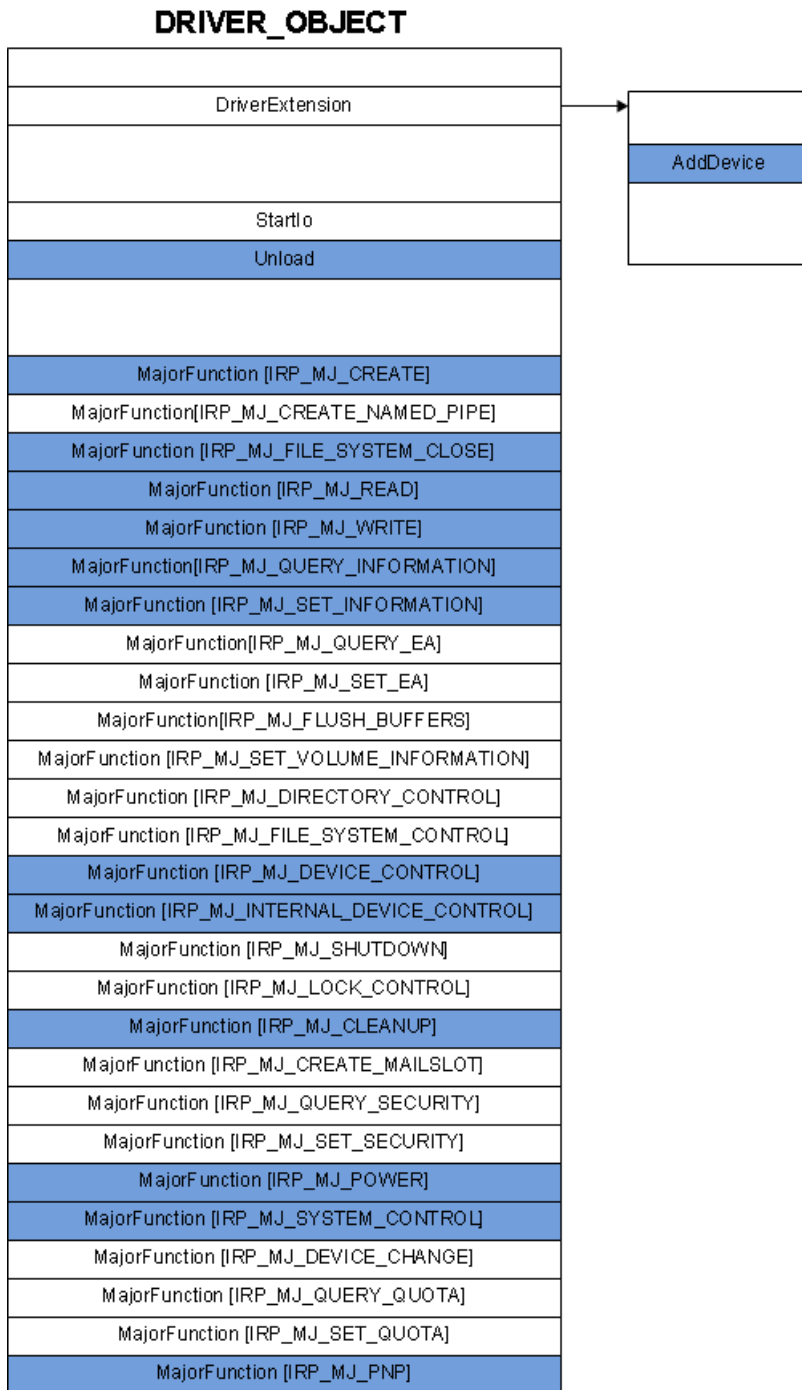 DRIVER_OBJECT
DriverExtension
AddDevice
StartIo
Unload
MajorFunction [IRP_MJ_CREATE]
MajorFunction[IRP_MJ_CREATE_NAMED_PIPE]
MajorFunction [IRP_MJ_FILE_SYSTEM_CLOSE]
MajorFunction [IRP_MJ_READ]
MajorFunction [IRP_MJ_WRITE]
MajorFunction[IRP_MJ_QUERY_INFORMATION]
MajorFunction [IRP_MJ_SET_INFORMATION]
MajorFunction[IRP_MJ_QUERY_EA]
MajorFunction [IRP_MJ_SET_EA]
MajorFunction[IRP_MJ_FLUSH_BUFFERS]
MajorFunction [IRP_MJ_SET_VOLUME_INFORMATION]
MajorFunction [IRP_MJ_DIRECTORY_CONTROL]
MajorFunction [IRP_MJ_FILE_SYSTEM_CONTROL]
MajorFunction [IRP_MJ_DEVICE_CONTROL]
MajorFunction [IRP_MJ_INTERNAL_DEVICE_CONTROL]
MajorFunction [IRP_MJ_SHUTDOWN]
MajorFunction [IRP_MJ_LOCK_CONTROL]
MajorFunction [IRP_MJ_CLEANUP]
MajorFunction [IRP_MJ_CREATE_MAILSLOT]
MajorFunction [IRP_MJ_QUERY_SECURITY]
MajorFunction [IRP_MJ_SET_SECURITY]
MajorFunction [IRP_MJ_POWER]
MajorFunction [IRP_MJ_SYSTEM_CONTROL]
MajorFunction [IRP_MJ_DEVICE_CHANGE]
MajorFunction [IRP_MJ_QUERY_QUOTA]
MajorFunction [IRP_MJ_SET_QUOTA]
MajorFunction [IRP_MJ_PNP]